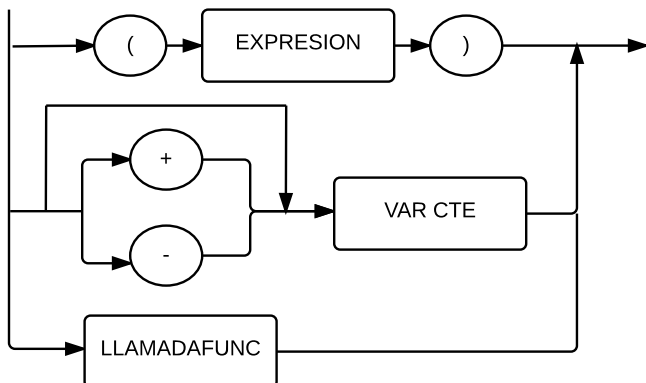 ( EXPRESION )
+
VAR CTE
-
LLAMADAFUNC